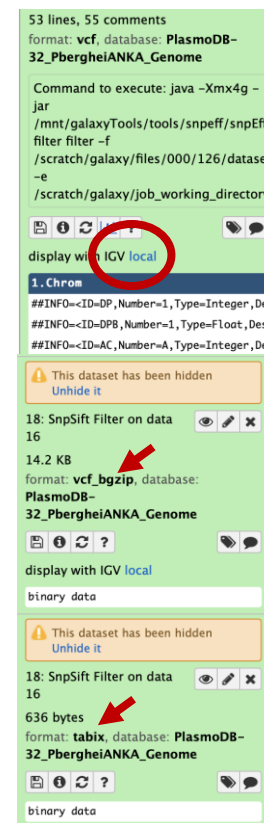 53 lines, 55 comments
format: vcf, database: PlasmoDB-
32_PbergheiANKA_Genome
Command to execute: java -Xmx4g -
jar
/mnt/galaxyTools/tools/snpeff/snpEff
filter filter -f
/scratch/galaxy/files/000/126/datase
-e
/scratch/galaxy/job_working_director
display with IGV local
1.Chrom
##INFO=<ID=DP,Number=1,Type=Integer,De
##INFO=<ID=DPB,Number=1,Type=Float,Des
##INFO=<ID=AC,Number=A,Type=Integer,De
This dataset has been hidden
Unhide it
18: SnpSift Filter on data
16
14.2 KB
format: vcf_bgzip, database:
PlasmoDB-
32_PbergheiANKA_Genome
?
display with IGV local
binary data
This dataset has been hidden
Unhide it
18: SnpSift Filter on data
16
636 bytes
format: tabix, database: PlasmoDB-
32_PbergheiANKA_Genome
?
binary data